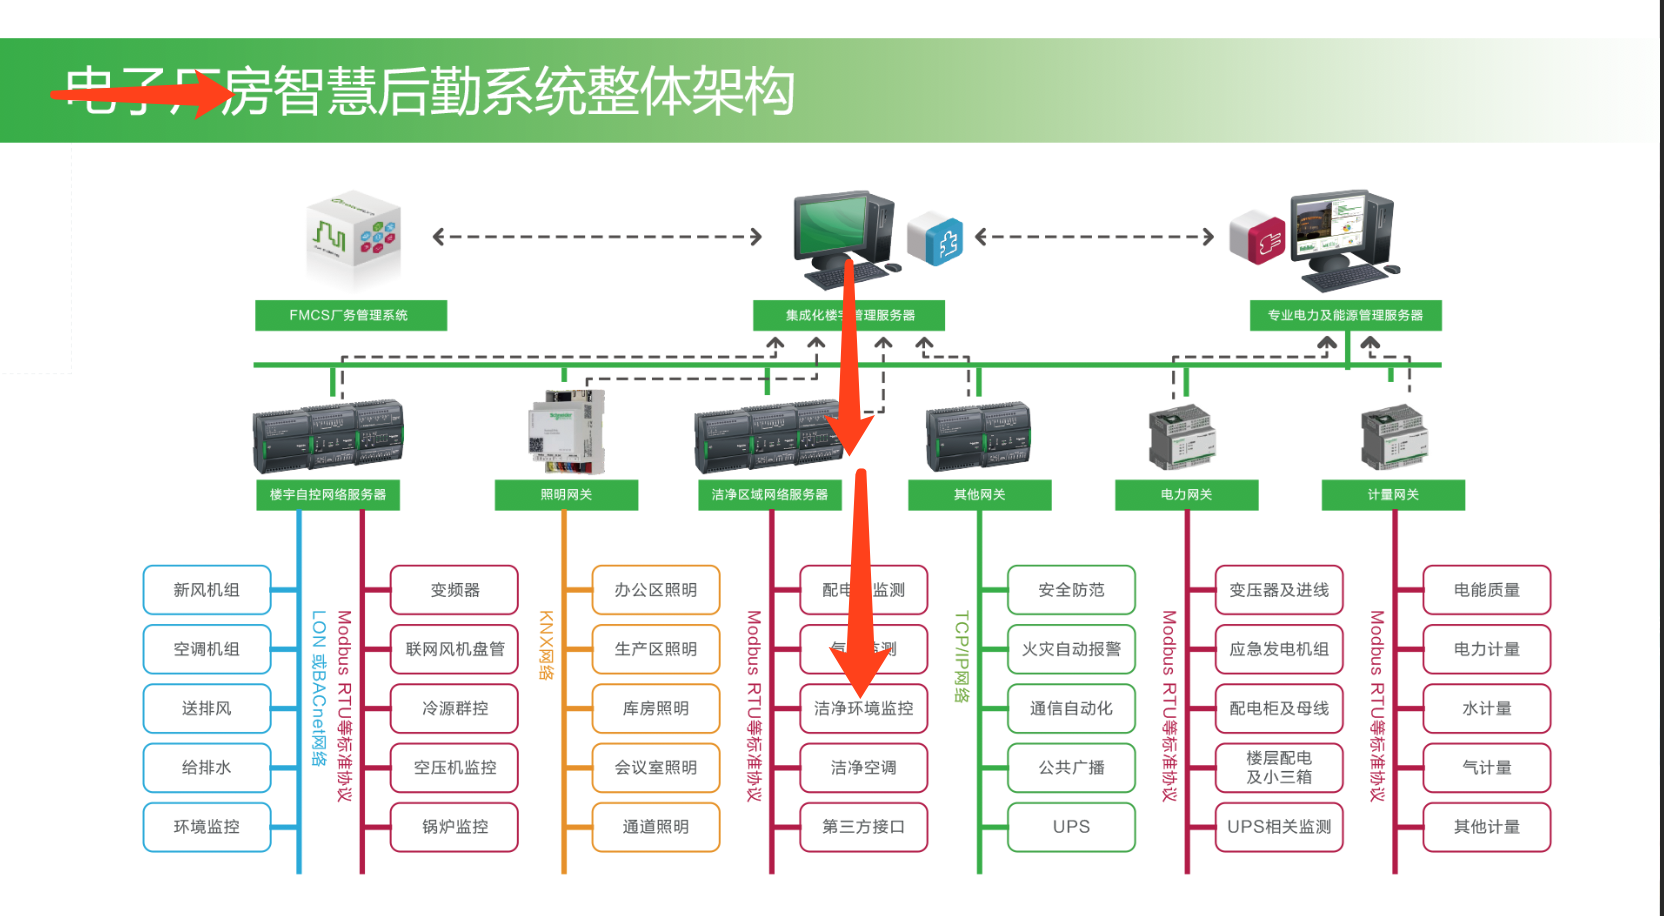 电子厂房智慧后勤系统整体架构
FMCS厂务管理系统
集成化楼宇管理服务器
专业电力及能源管理服务器
楼宇自控网络服务器
照明网关
洁净区域网络服务器
其他网关
电力网关
计量网关
新风机组
空调机组
送排风
给排水
环境监控
LON 或BACnet网络
Modbus RTU等标准协议
变频器
联网风机盘管
冷源群控
空压机监控
锅炉监控
KNX网络
办公区照明
生产区照明
库房照明
会议室照明
通道照明
Modbus RTU等标准协议
配电 监测
监测
洁净环境监控
洁净空调
第三方接口
TCP/IP网络
安全防范
火灾自动报警
通信自动化
公共广播
UPS
Modbus RTU等标准协议
变压器及进线
应急发电机组
配电柜及母线
楼层配电
及小三箱
UPS相关监测
Modbus RTU等标准协议
电能质量
电力计量
水计量
气计量
其他计量